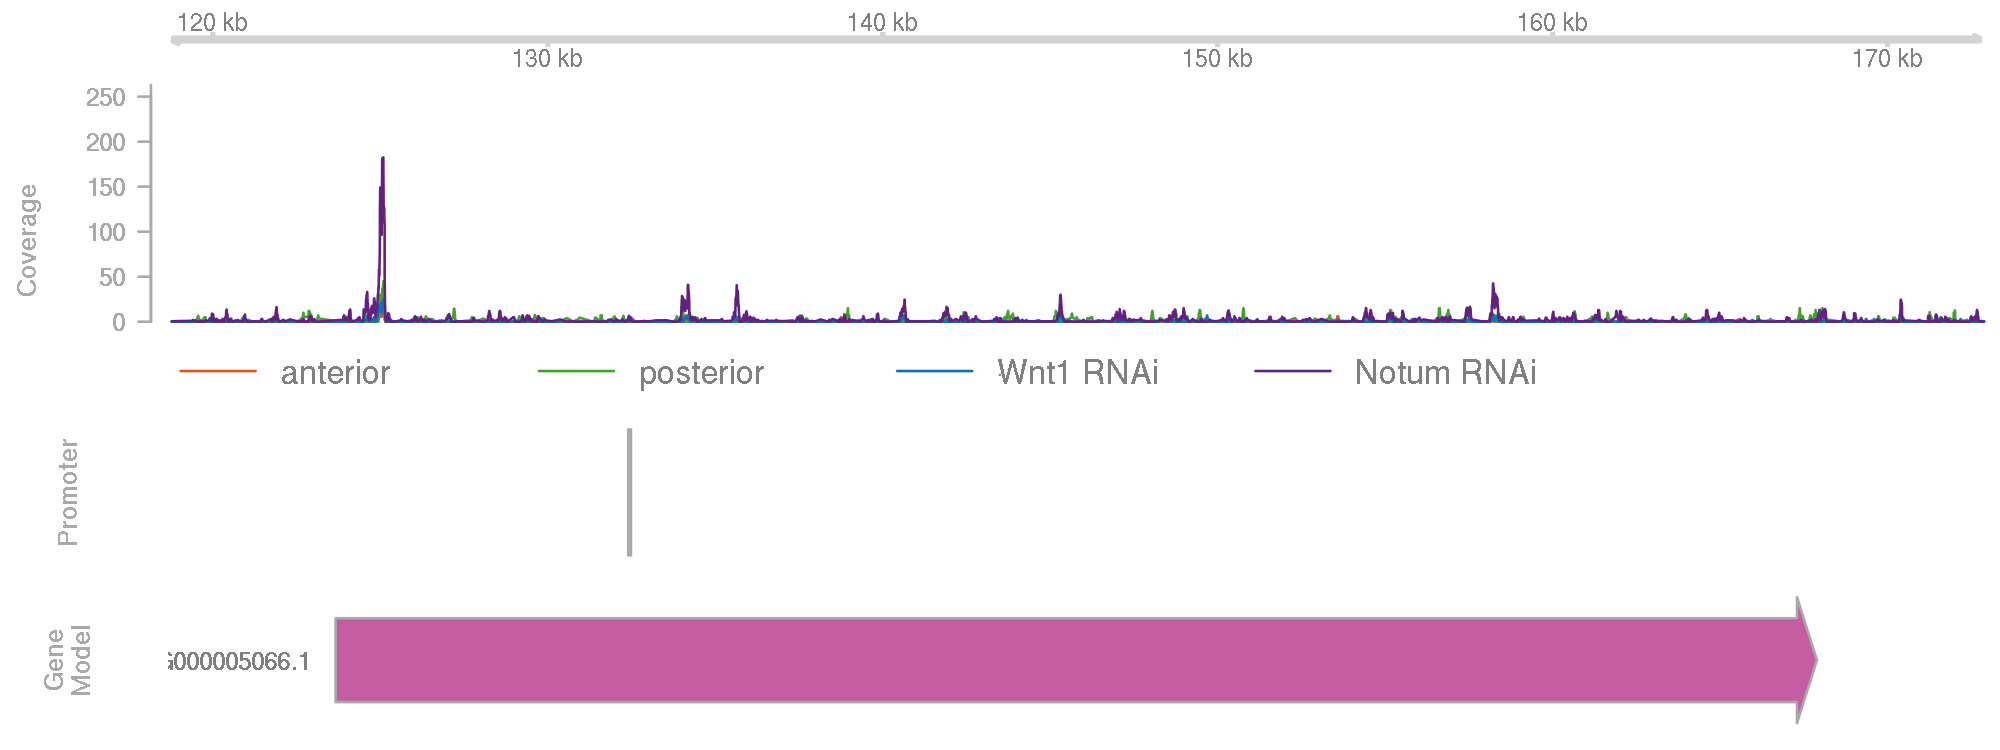 120 kb 140 kb 160 kb
130 kb 150 kb 170 kb
250
200
150
100
50
0
Coverage
anterior posterior Wnt1 RNAi Notum RNAi
Promoter
Gene
Model
G000005066.1